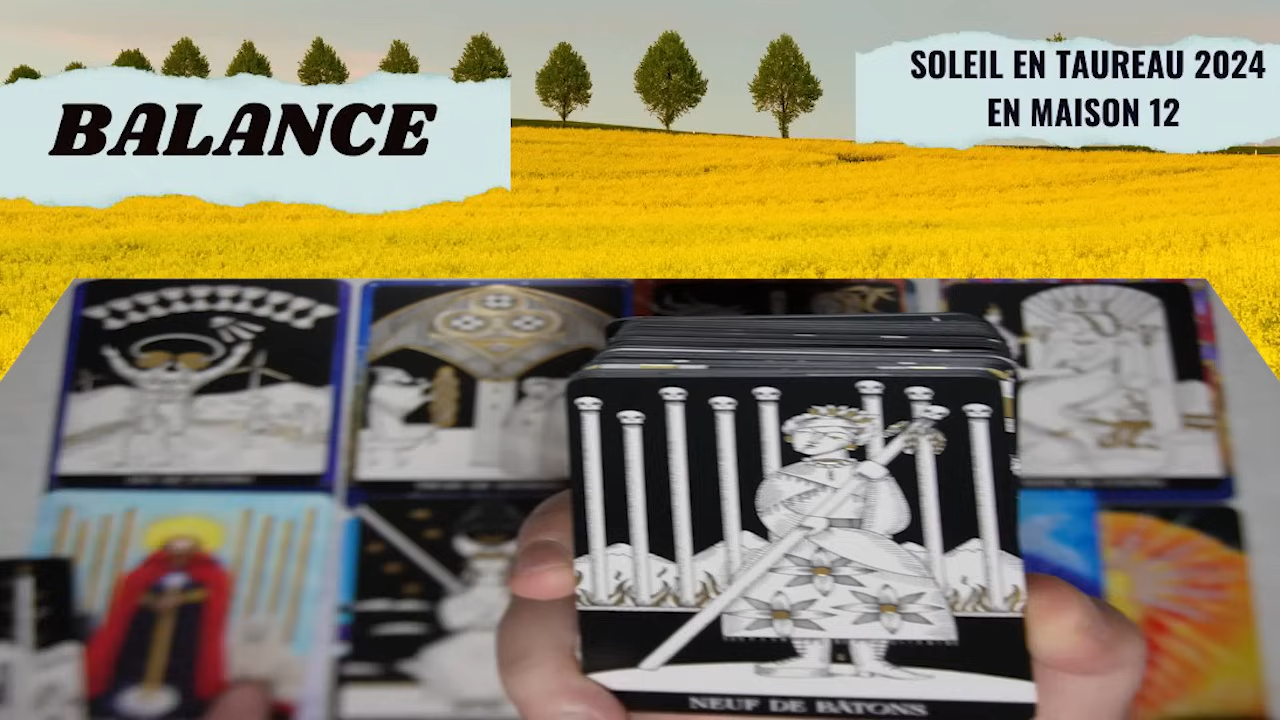 BALANCE
SOLEIL EN TAUREAU 2024
EN MAISON 12
NEUF DE BÂTONS